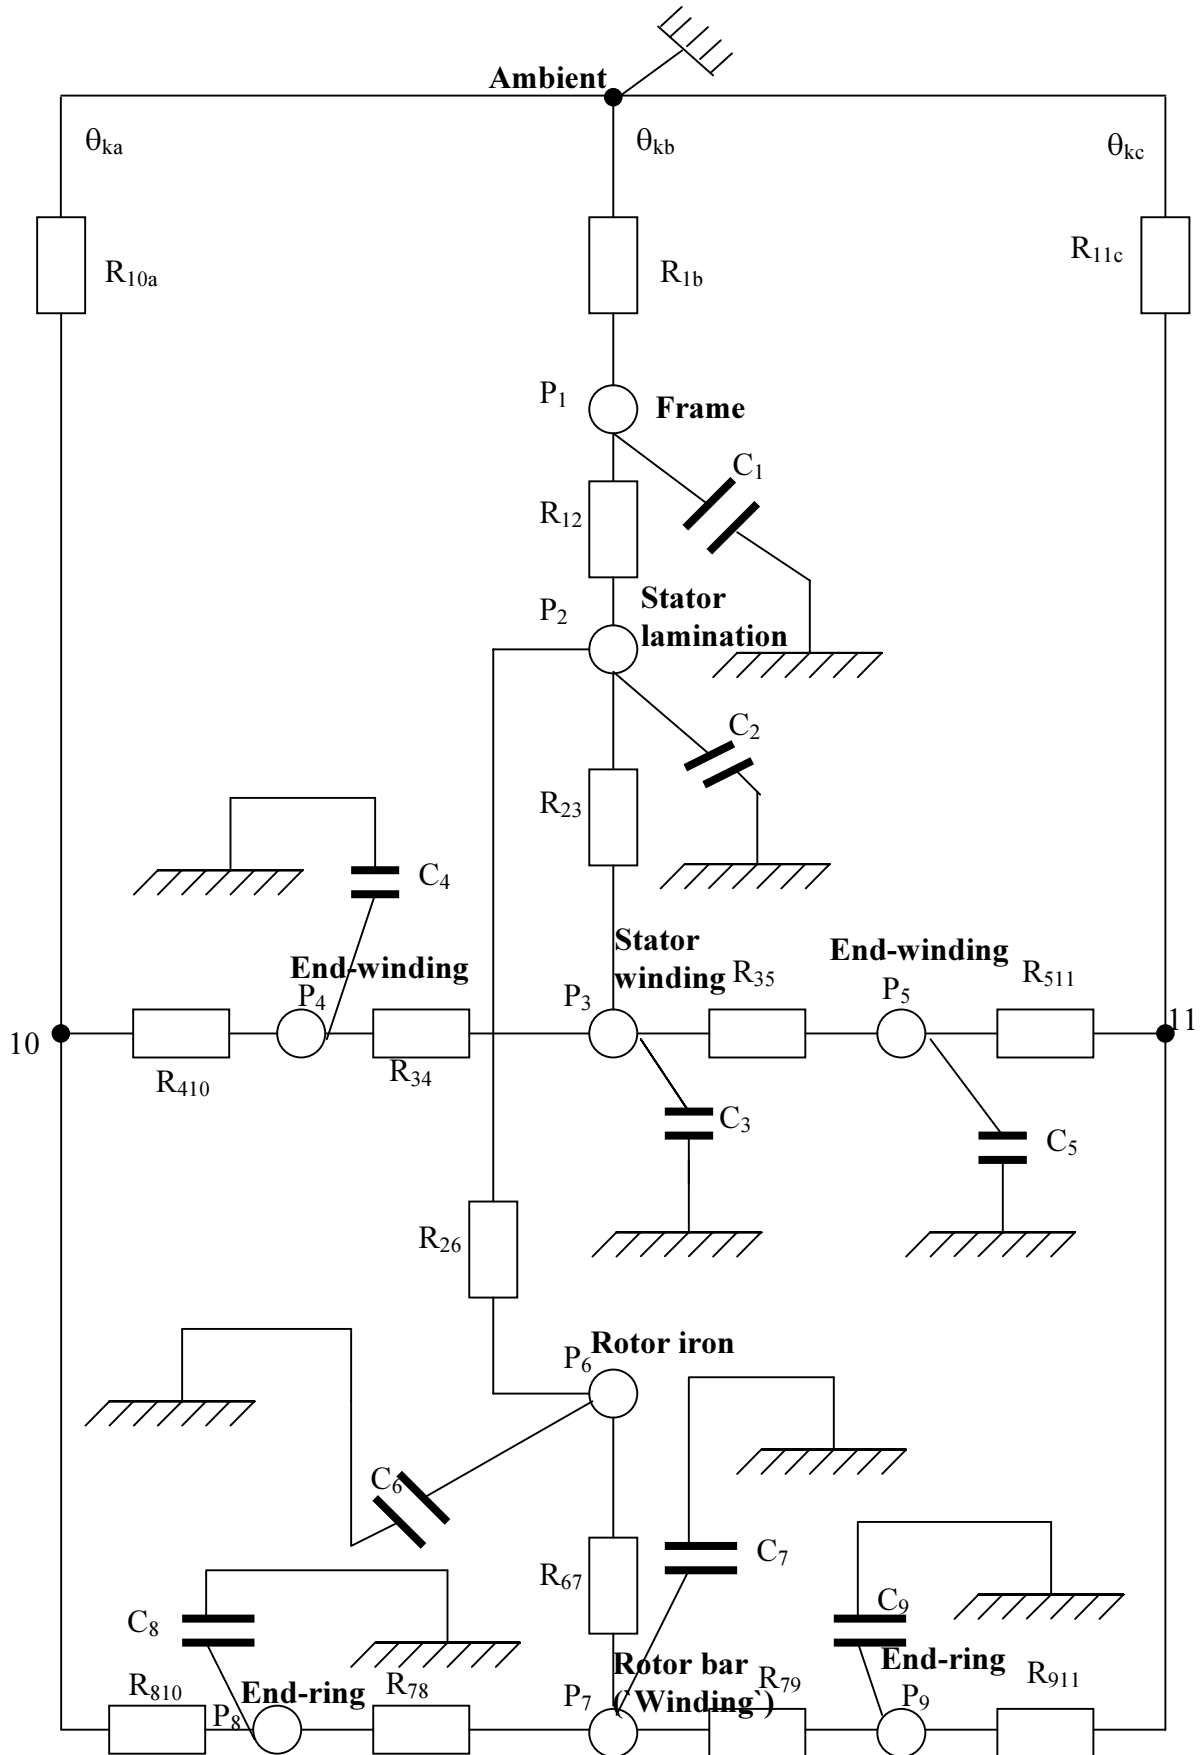 Ambient
θka θkb θkc
R10a R1b R11c
P1 Frame
C1
R12
P2 Stator
lamination
C2
R23
C4
Stator
winding
End-winding
End-winding
P4 P3 R35 P5 R511
10 11
R410 R34
C3 C5
R26
P6 Rotor iron
C6
R67 C7
C8 C9
Rotor bar
(`Winding`)
End-ring
End-ring
R810 P8 R78 P7 R79 P9 R911